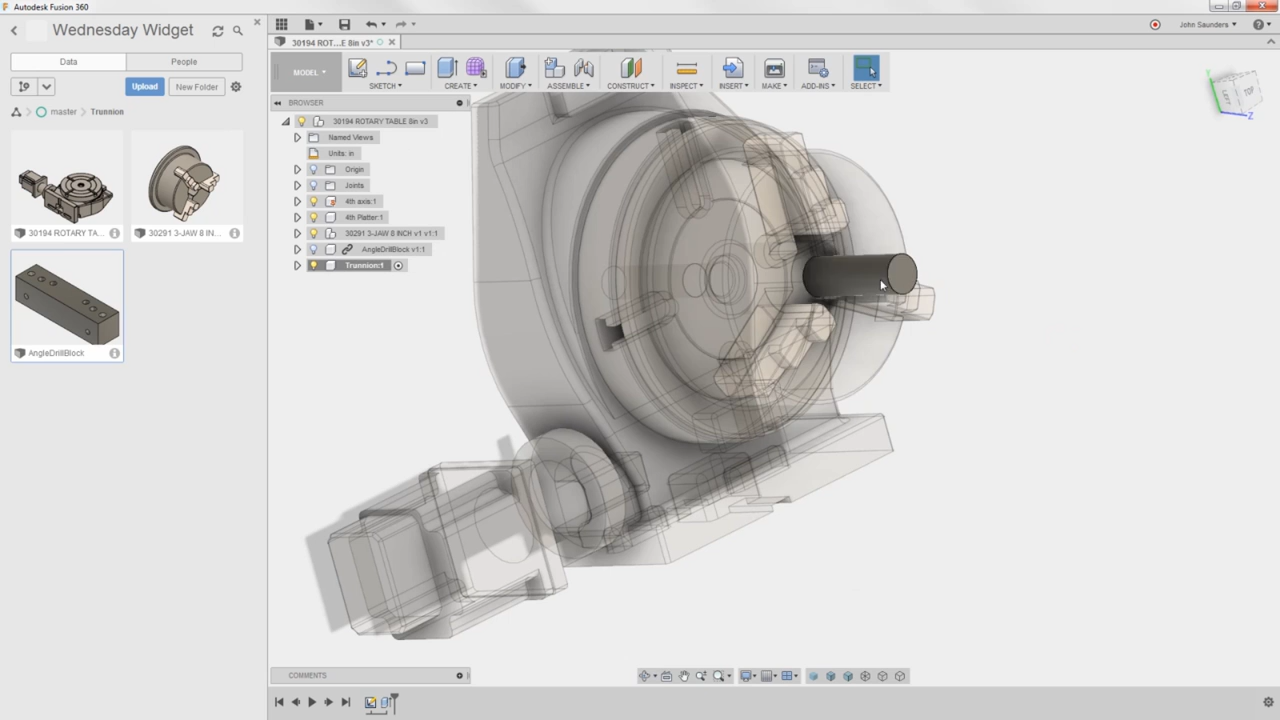 Autodesk Fusion 360
Wednesday Widget
John Saunders
30194 ROT...E 8in v3*
Data
People
MODEL
SKETCH
CREATE
MODIFY
ASSEMBLE
CONSTRUCT
INSPECT
INSERT
MAKE
ADD-INS
SELECT
Upload
New Folder
BROWSER
master
Trunnion
30194 ROTARY TABLE 8in v3
Named Views
Units: in
Origin
Joints
4th axis:1
4th Platter:1
30291 3-JAW 8 INCH v1 v1:1
AngleDrillBlock v1:1
Trunnion:1
30194 ROTARY TA...
30291 3-JAW 8 IN...
AngleDrillBlock
LEFT
TOP
Z
COMMENTS